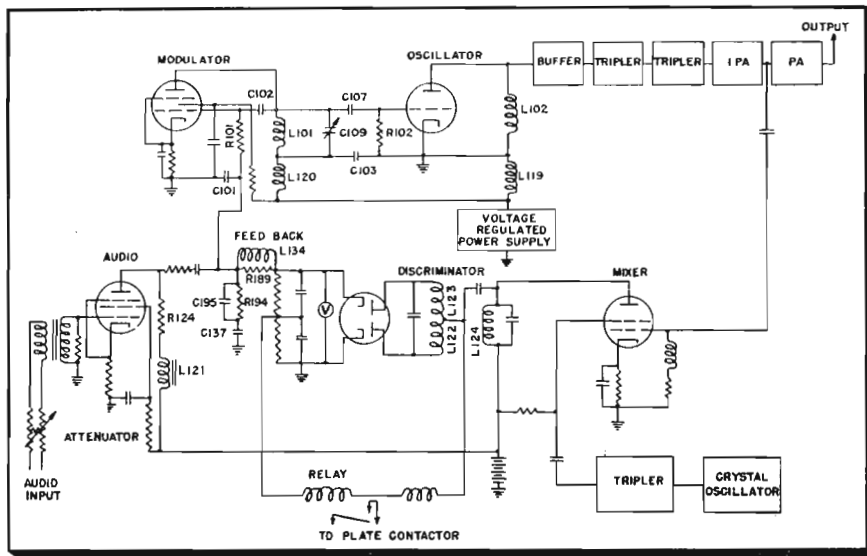 OUTPUT
MODULATOR
OSCILLATOR
BUFFER
TRIPLER
TRIPLER
IPA
PA
C102
C107
R101
L101
C109
R102
L102
C103
C101
L120
L119
VOLTAGE
REGULATED
POWER SUPPLY
FEED BACK
L134
AUDIO
R189
DISCRIMINATOR
MIXER
C195
R194
V
L123
L122
L124
R124
C137
L121
ATTENUATOR
AUDIO
INPUT
RELAY
TO PLATE CONTACTOR
TRIPLER
CRYSTAL
OSCILLATOR